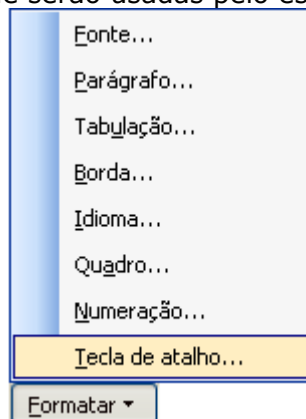 e serão usadas pelo es
Fonte...
Parágrafo...
Tabulação...
Borda...
Idioma...
Quadro...
Numeração...
Tecla de atalho...
Formatar